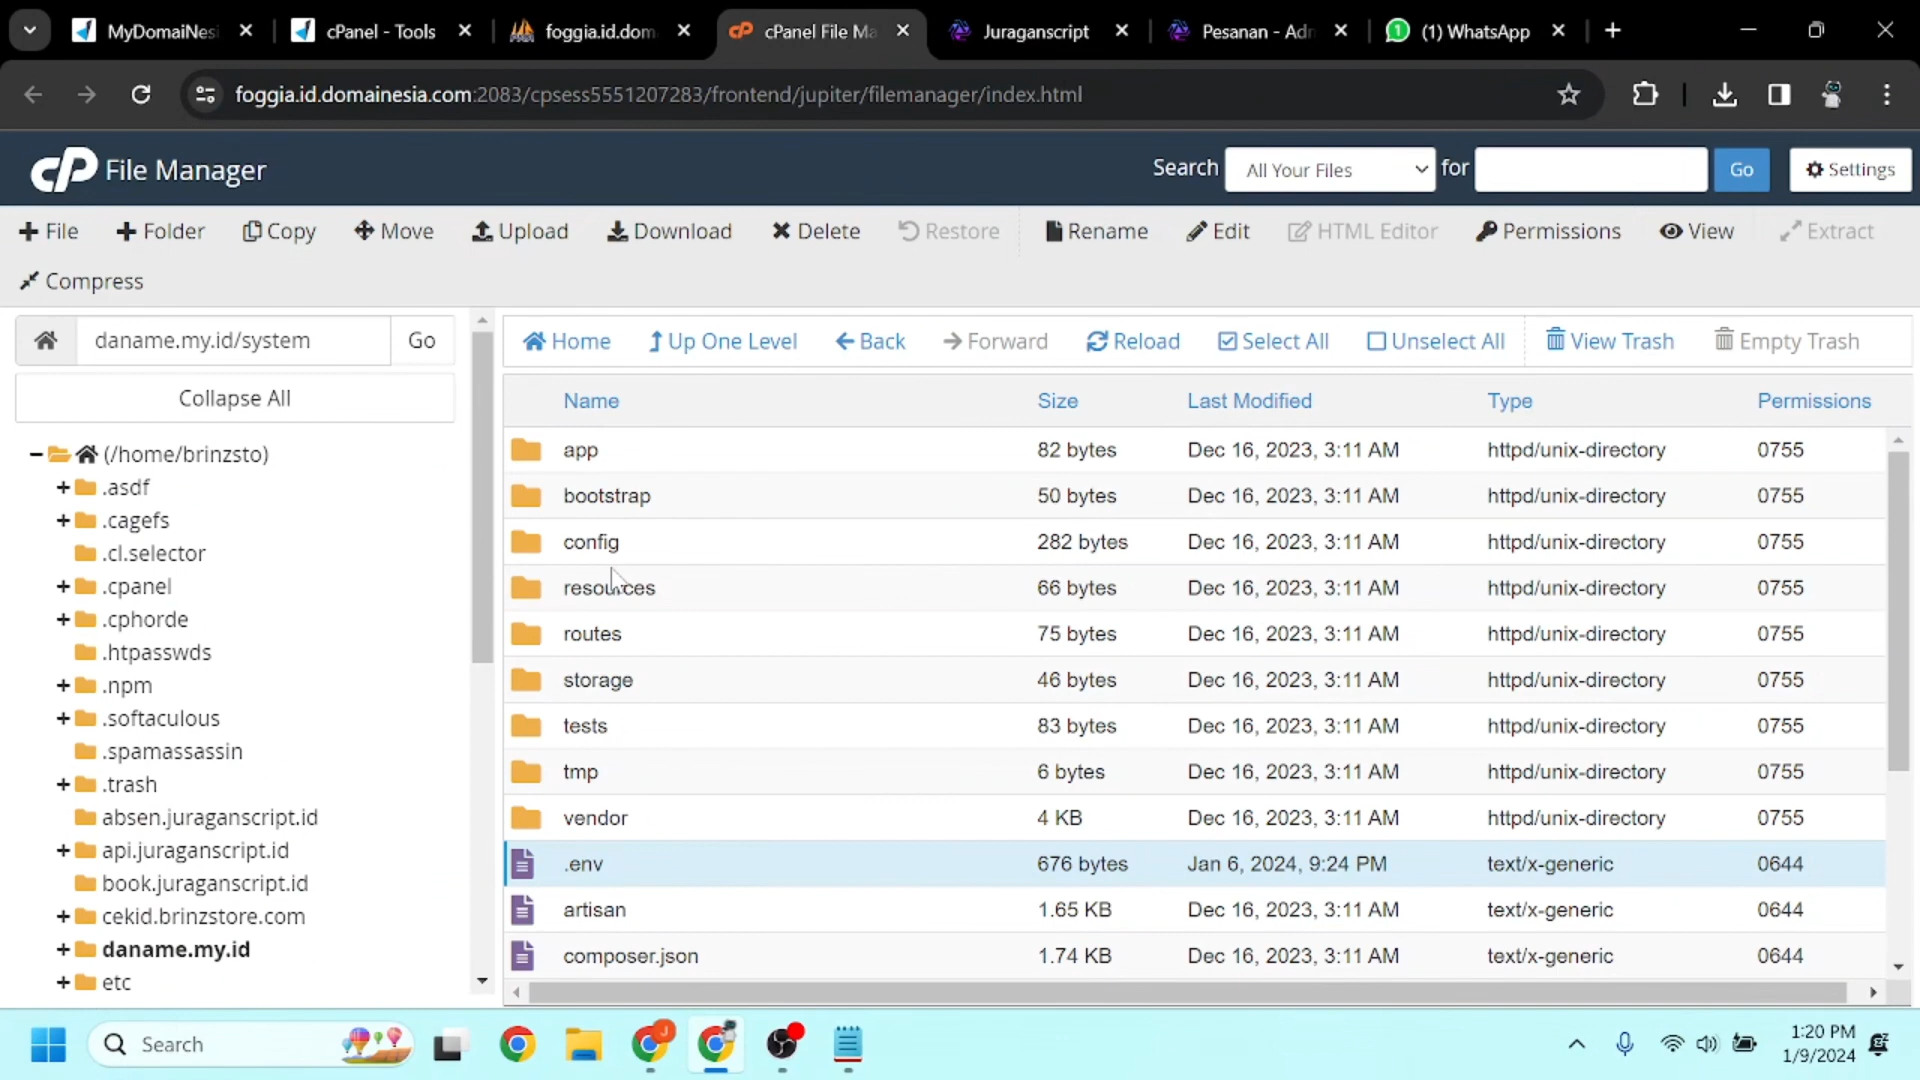 MyDomaiNesi
cPanel - Tools
foggia.id.dom
cPanel File Ma
Juraganscript
Pesanan - Adn
(1) WhatsApp
foggia.id.domainesia.com:2083/cpsess5551207283/frontend/jupiter/filemanager/index.html
cP File Manager
Search All Your Files for Go Settings
File Folder Copy Move Upload Download Delete Restore Rename Edit HTML Editor Permissions View Extract
Compress
daname.my.id/system Go
Collapse All
(/home/brinzsto)
.asdf
.cagefs
.cl.selector
.cpanel
.cphorde
.htpasswds
.npm
.softaculous
.spamassassin
.trash
absen.juraganscript.id
api.juraganscript.id
book.juraganscript.id
cekid.brinzstore.com
daname.my.id
etc
Home Up One Level Back Forward Reload Select All Unselect All View Trash Empty Trash
Name Size Last Modified Type Permissions
app 82 bytes Dec 16, 2023, 3:11 AM httpd/unix-directory 0755
bootstrap 50 bytes Dec 16, 2023, 3:11 AM httpd/unix-directory 0755
config 282 bytes Dec 16, 2023, 3:11 AM httpd/unix-directory 0755
resources 66 bytes Dec 16, 2023, 3:11 AM httpd/unix-directory 0755
routes 75 bytes Dec 16, 2023, 3:11 AM httpd/unix-directory 0755
storage 46 bytes Dec 16, 2023, 3:11 AM httpd/unix-directory 0755
tests 83 bytes Dec 16, 2023, 3:11 AM httpd/unix-directory 0755
tmp 6 bytes Dec 16, 2023, 3:11 AM httpd/unix-directory 0755
vendor 4 KB Dec 16, 2023, 3:11 AM httpd/unix-directory 0755
.env 676 bytes Jan 6, 2024, 9:24 PM text/x-generic 0644
artisan 1.65 KB Dec 16, 2023, 3:11 AM text/x-generic 0644
composer.json 1.74 KB Dec 16, 2023, 3:11 AM text/x-generic 0644
Search
1:20 PM
1/9/2024